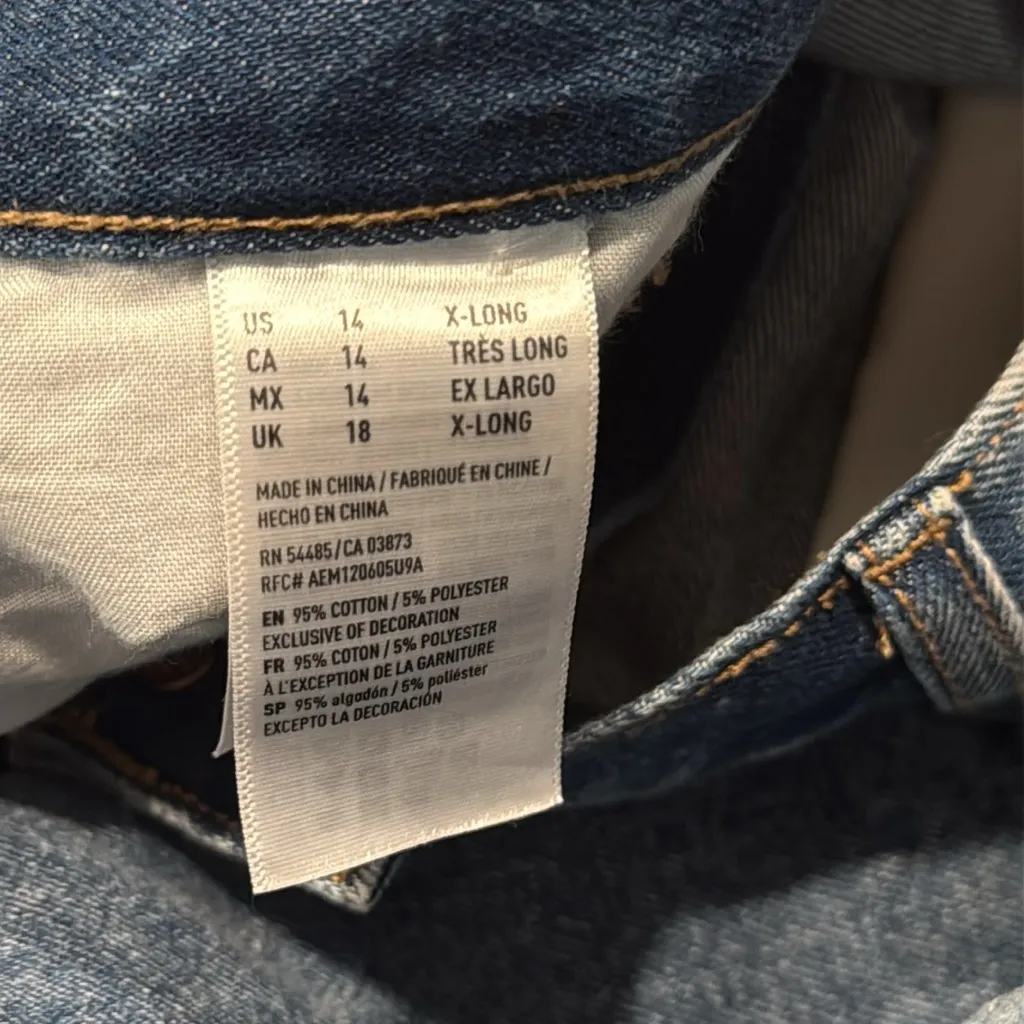 US 14 X-LONG
CA 14 TRÈS LONG
MX 14 EX LARGO
UK 18 X-LONG
MADE IN CHINA / FABRIQUÉ EN CHINE /
HECHO EN CHINA
RN 54485/CA 03873
RFC# AEM120605U9A
EN 95% COTTON / 5% POLYESTER
EXCLUSIVE OF DECORATION
FR 95% COTON / 5% POLYESTER
À L'EXCEPTION DE LA GARNITURE
SP 95% algodón / 5% poliéster
EXCEPTO LA DECORACIÓN